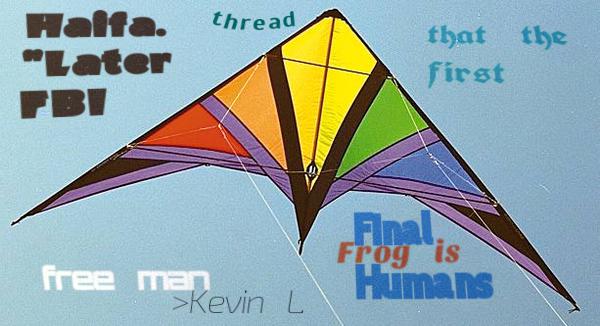 Haifa.
"Later
FBI
thread
that the
first
Final
Frog is
Humans
free man
>Kevin L.